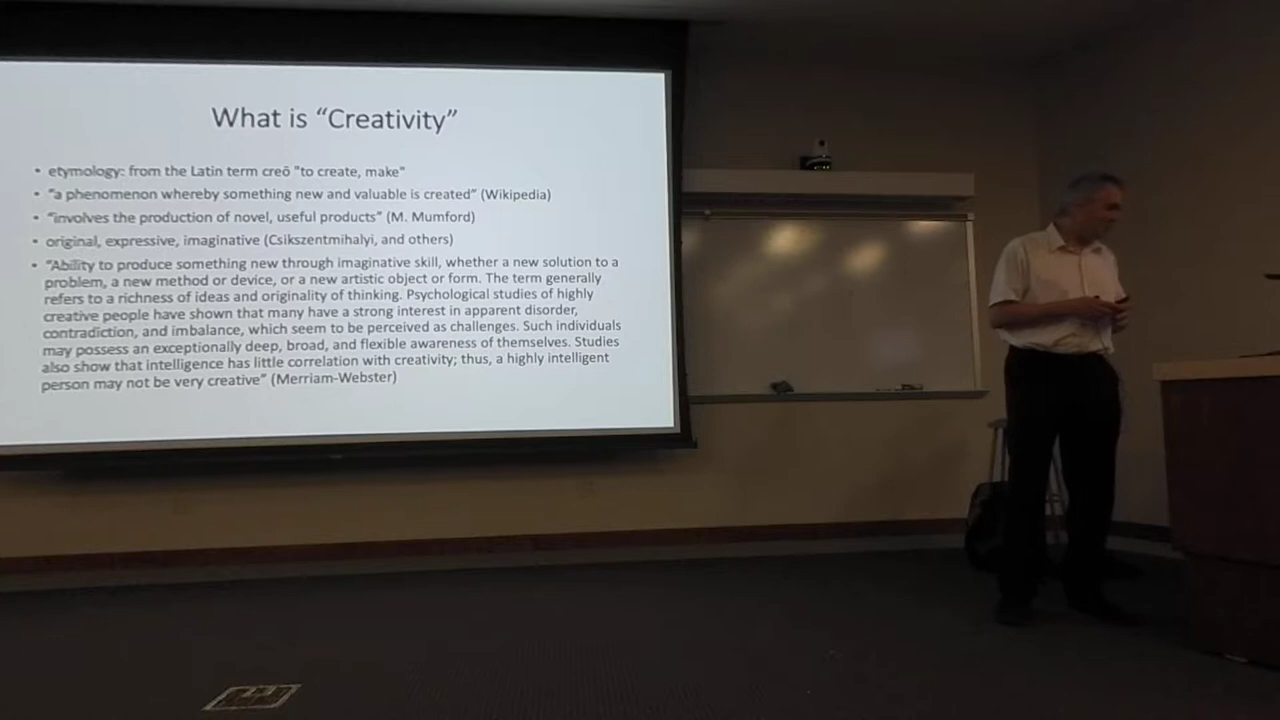 What is “Creativity”
• etymology: from the Latin term creō "to create, make"
• “a phenomenon whereby something new and valuable is created” (Wikipedia)
• “involves the production of novel, useful products” (M. Mumford)
• original, expressive, imaginative (Csikszentmihalyi, and others)
• “Ability to produce something new through imaginative skill, whether a new solution to a
problem, a new method or device, or a new artistic object or form. The term generally
refers to a richness of ideas and originality of thinking. Psychological studies of highly
creative people have shown that many have a strong interest in apparent disorder,
contradiction, and imbalance, which seem to be perceived as challenges. Such individuals
may possess an exceptionally deep, broad, and flexible awareness of themselves. Studies
also show that intelligence has little correlation with creativity; thus, a highly intelligent
person may not be very creative” (Merriam-Webster)